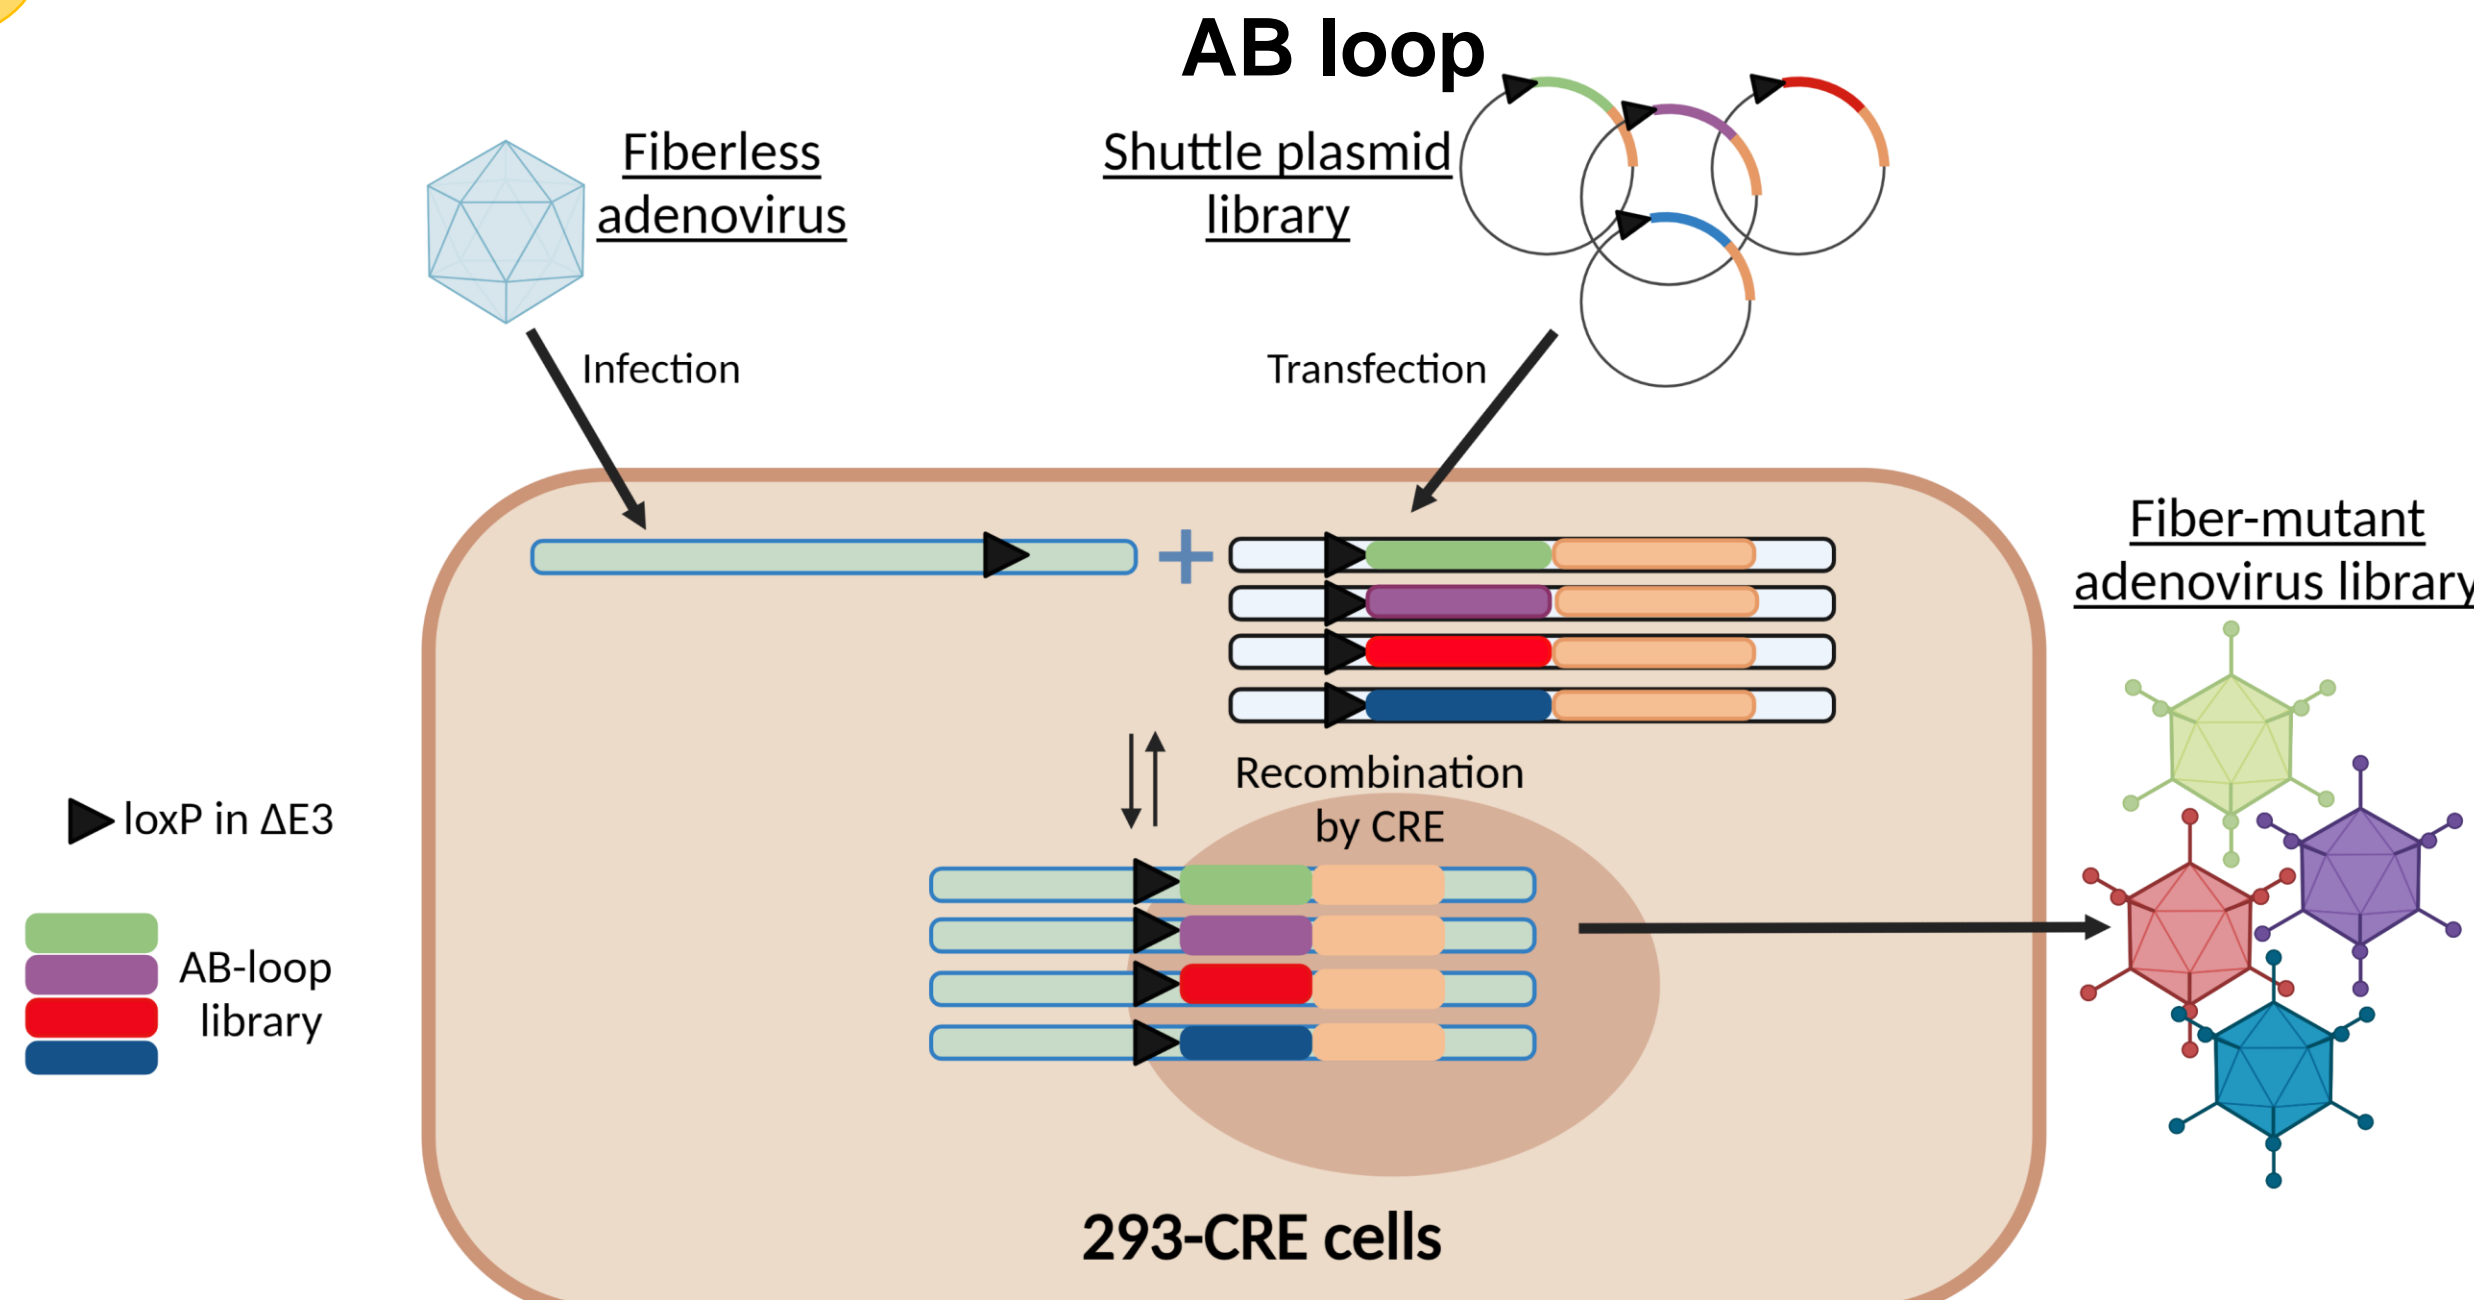 AB loop
Fiberless
adenovirus
Shuttle plasmid
library
Infection
Transfection
Fiber-mutant
adenovirus library
Recombination
by CRE
loxP in ΔE3
AB-loop
library
293-CRE cells